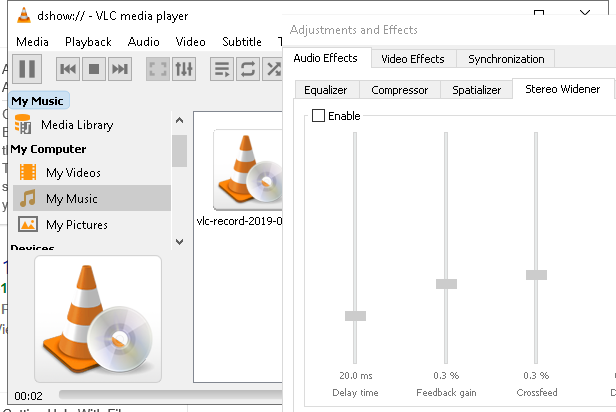 dshow:// - VLC media player
Media Playback Audio Video Subtitle T
My Music
Media Library
My Computer
My Videos
My Music
My Pictures
Devices
vlc-record-2019-0
00:02
Adjustments and Effects
Audio Effects Video Effects Synchronization
Equalizer Compressor Spatializer Stereo Widener
Enable
20.0 ms 0.3 % 0.3 %
Delay time Feedback gain Crossfeed D